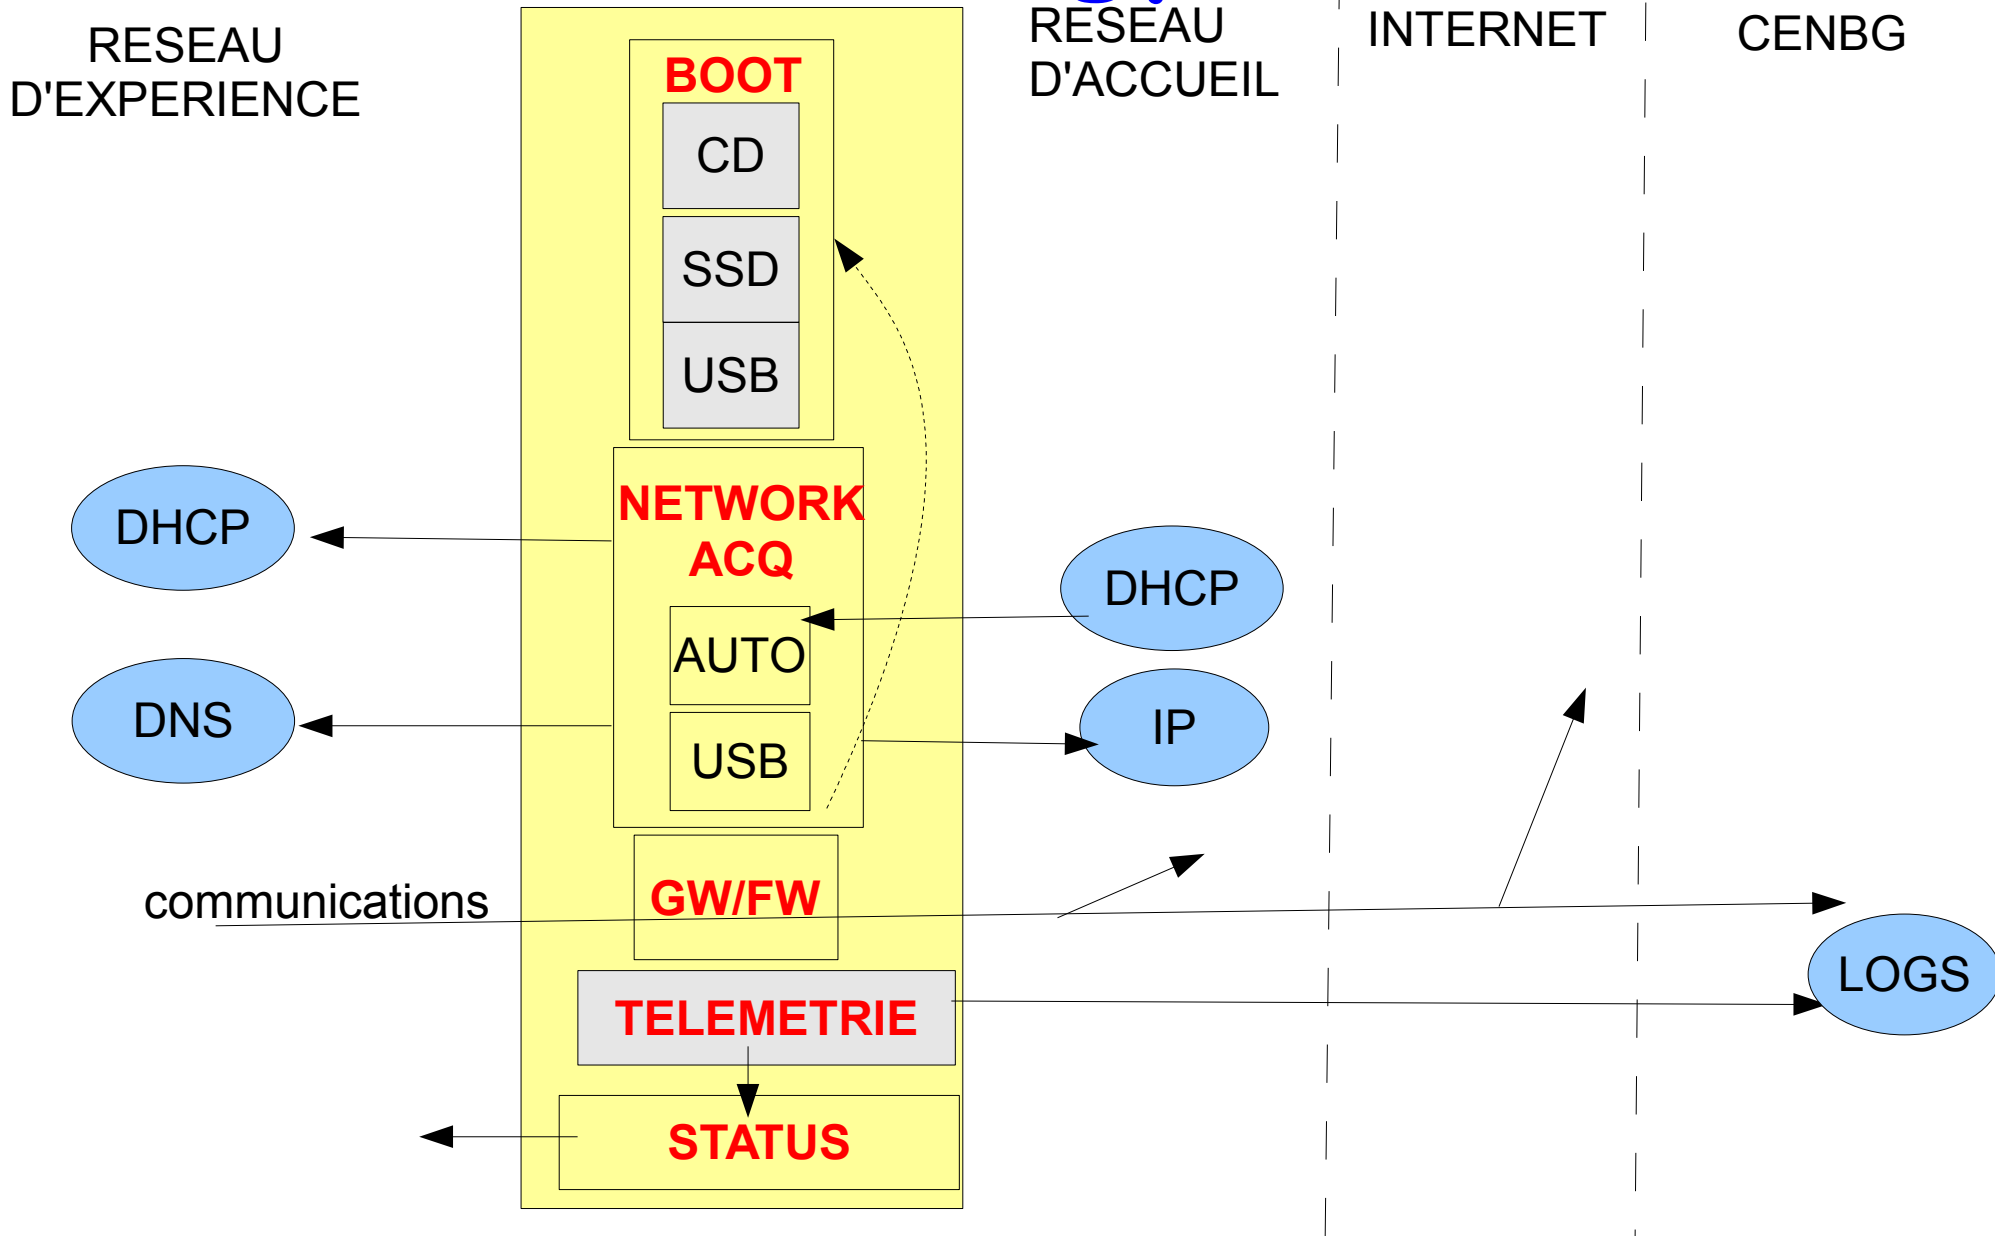 RESEAU
D'EXPERIENCE
BOOT
CD
SSD
USB
NETWORK
ACQ
AUTO
USB
GW/FW
TELEMETRIE
STATUS
DHCP
DNS
communications
RESEAU
D'ACCUEIL
DHCP
IP
INTERNET
CENBG
LOGS